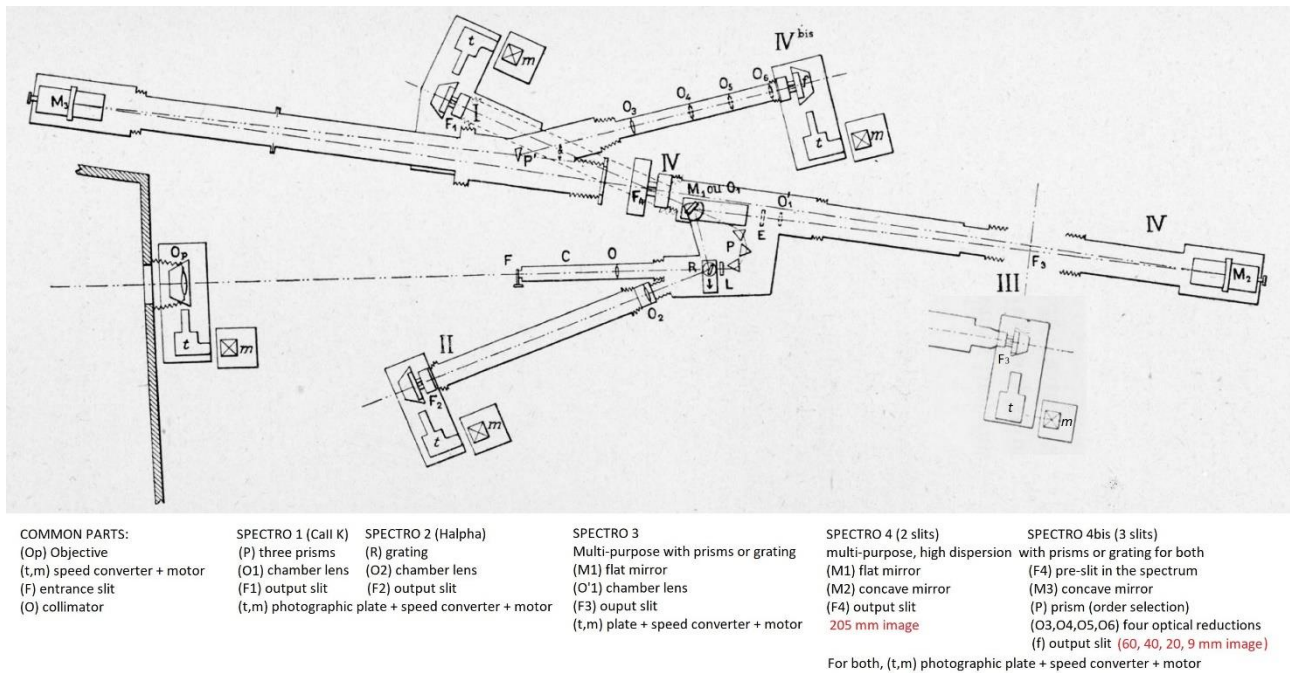 IV bis
t
m
O6
f
O5
O4
O3
M3
I
F1
P'
t
m
IV
F4
M1 ou O1
O'1
E
P
IV
F3
M2
Op
F
C
O
R
L
O2
III
t
m
II
F2
F3
t
m
t
m
COMMON PARTS:
(Op) Objective
(t,m) speed converter + motor
(F) entrance slit
(O) collimator
SPECTRO 1 (CaII K)
(P) three prisms
(O1) chamber lens
(F1) output slit
SPECTRO 2 (Halpha)
(R) grating
(O2) chamber lens
(F2) output slit
(t,m) photographic plate + speed converter + motor
SPECTRO 3
Multi-purpose with prisms or grating
(M1) flat mirror
(O'1) chamber lens
(F3) ouput slit
(t,m) plate + speed converter + motor
SPECTRO 4 (2 slits)
multi-purpose, high dispersion with prisms or grating for both
(M1) flat mirror
(M2) concave mirror
(F4) output slit
205 mm image
SPECTRO 4bis (3 slits)
(F4) pre-slit in the spectrum
(M3) concave mirror
(P) prism (order selection)
(O3,O4,O5,O6) four optical reductions
(f) output slit (60, 40, 20, 9 mm image)
For both, (t,m) photographic plate + speed converter + motor